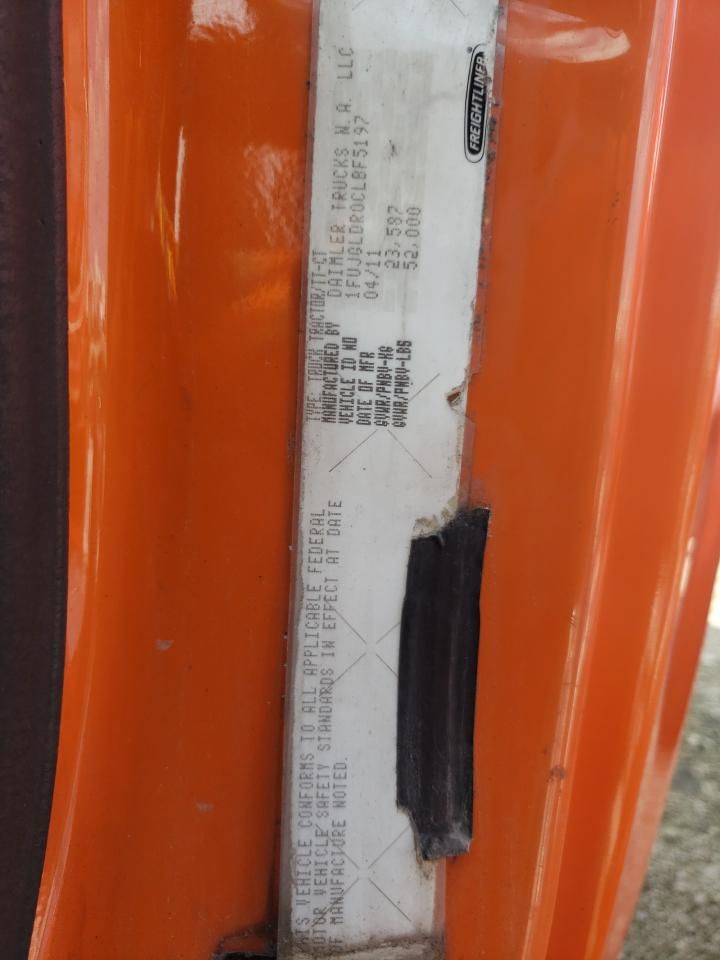 FREIGHTLINER
TYPE: TRUCK TRACTOR/TT-CT
MANUFACTURED BY DAIMLER TRUCKS N.A. LLC
VEHICLE ID NO 1FUJGLDR0CLBF5197
DATE OF MFR 04/11
GVWR/PNBV-KG 23,587
GVWR/PNBV-LBS 52,000
THIS VEHICLE CONFORMS TO ALL APPLICABLE FEDERAL
MOTOR VEHICLE SAFETY STANDARDS IN EFFECT AT DATE
OF MANUFACTURE NOTED.